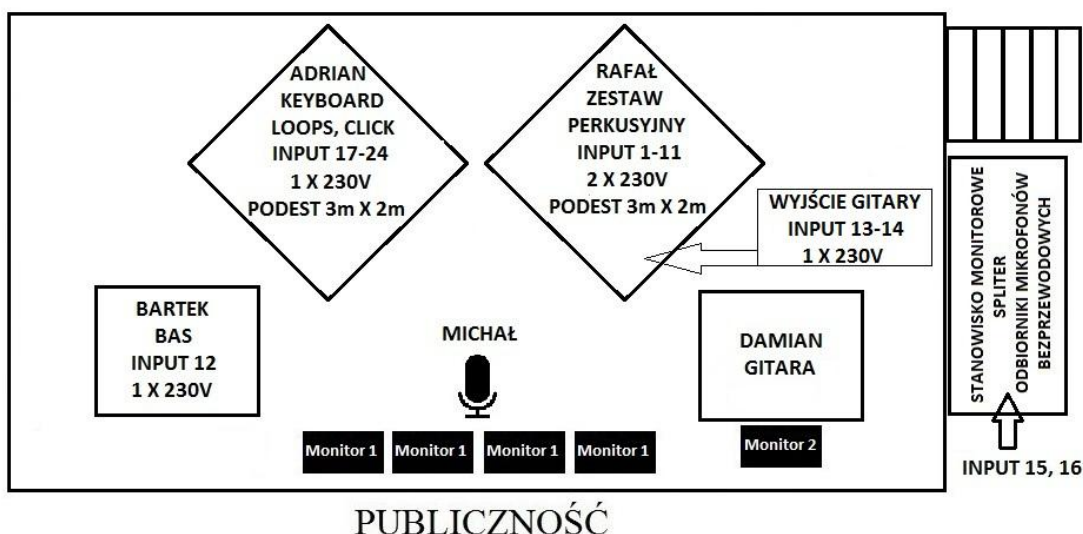 ADRIAN
KEYBOARD
LOOPS, CLICK
INPUT 17-24
1 X 230V
PODEST 3m X 2m
RAFAŁ
ZESTAW
PERKUSYJNY
INPUT 1-11
2 X 230V
PODEST 3m X 2m
WYJŚCIE GITARY
INPUT 13-14
1 X 230V
STANOWISKO MONITOROWE
SPLITER
ODBIORNIKI MIKROFONÓW
BEZPRZEWODOWYCH
BARTEK
BAS
INPUT 12
1 X 230V
MICHAŁ
DAMIAN
GITARA
Monitor 1
Monitor 1
Monitor 1
Monitor 1
Monitor 2
INPUT 15, 16
PUBLICZNOŚĆ